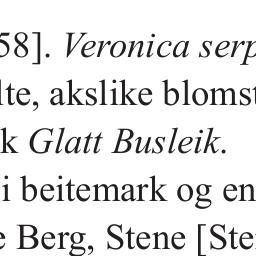 58]. Veronica serp
lte, akslike blomst
k Glatt Busleik.
i beitemark og en
e Berg, Stene [Ste